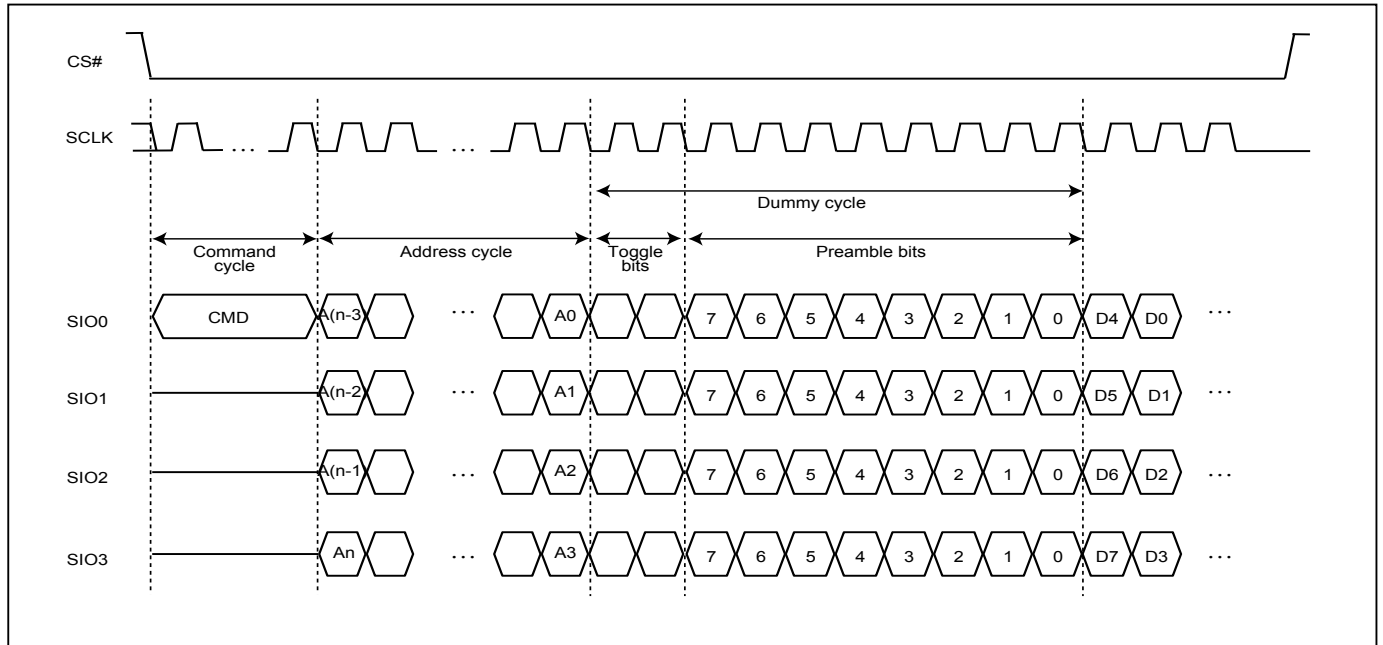 CS#
SCLK ... ...
Dummy cycle
Command cycle Address cycle Toggle bits Preamble bits
SIO0 CMD A(n-3) ... A0 7 6 5 4 3 2 1 0 D4 D0 ...
SIO1 A(n-2) ... A1 7 6 5 4 3 2 1 0 D5 D1 ...
SIO2 A(n-1) ... A2 7 6 5 4 3 2 1 0 D6 D2 ...
SIO3 An ... A3 7 6 5 4 3 2 1 0 D7 D3 ...